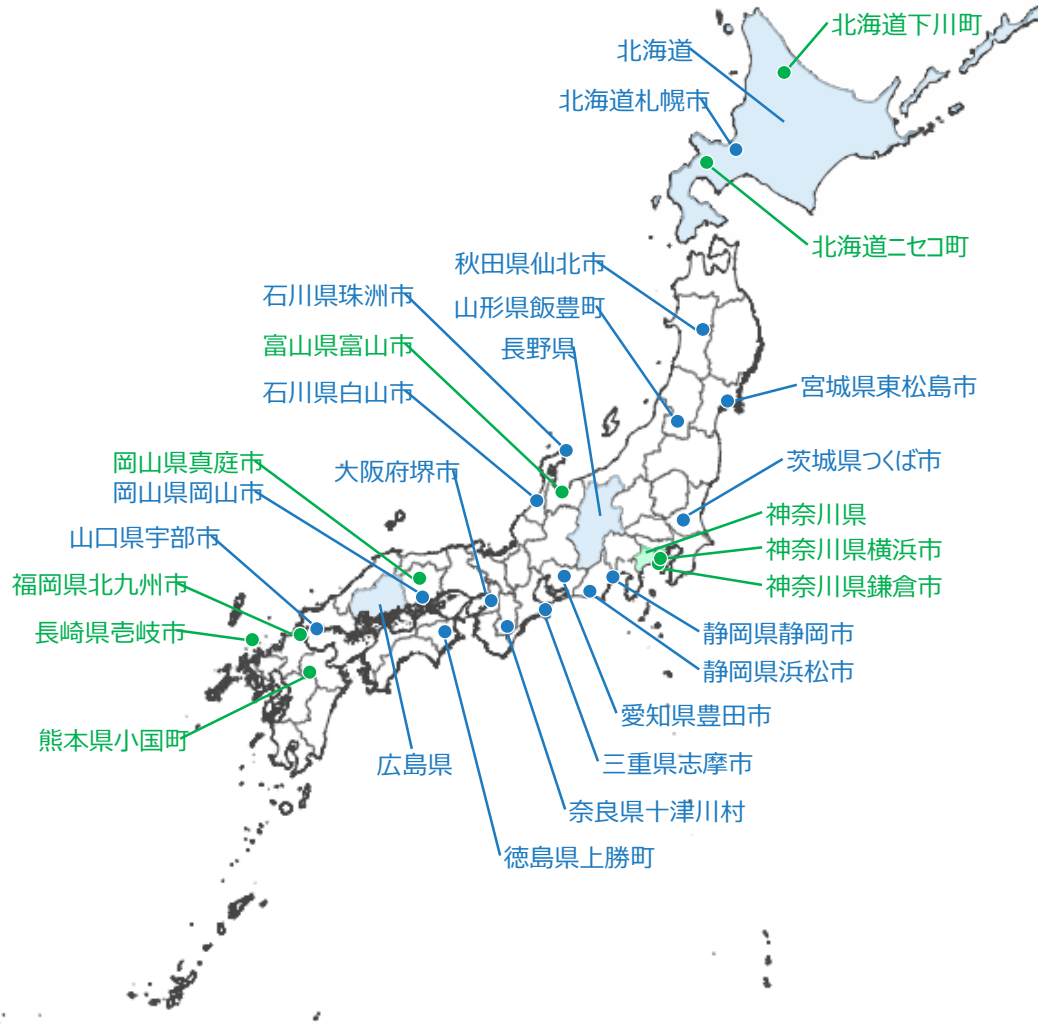 北海道下川町
北海道
北海道札幌市
北海道ニセコ町
秋田県仙北市
石川県珠洲市
山形県飯豊町
富山県富山市
長野県
石川県白山市
宮城県東松島市
岡山県真庭市
大阪府堺市
茨城県つくば市
岡山県岡山市
神奈川県
山口県宇部市
神奈川県横浜市
福岡県北九州市
神奈川県鎌倉市
長崎県壱岐市
静岡県静岡市
静岡県浜松市
愛知県豊田市
熊本県小国町
広島県
三重県志摩市
奈良県十津川村
徳島県上勝町